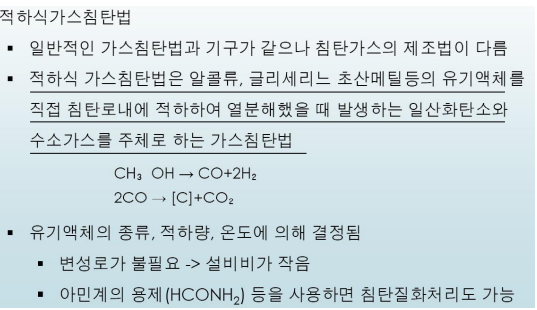 적하식가스침탄법
▪ 일반적인 가스침탄법과 기구가 같으나 침탄가스의 제조법이 다름
▪ 적하식 가스침탄법은 알콜류, 글리세리느 초산메틸등의 유기액체를
직접 침탄로내에 적하하여 열분해했을 때 발생하는 일산화탄소와
수소가스를 주체로 하는 가스침탄법
CH₃ OH → CO+2H₂
2CO → [C]+CO₂
▪ 유기액체의 종류, 적하량, 온도에 의해 결정됨
▪ 변성로가 불필요 -> 설비비가 작음
▪ 아민계의 용제(HCONH₂) 등을 사용하면 침탄질화처리도 가능